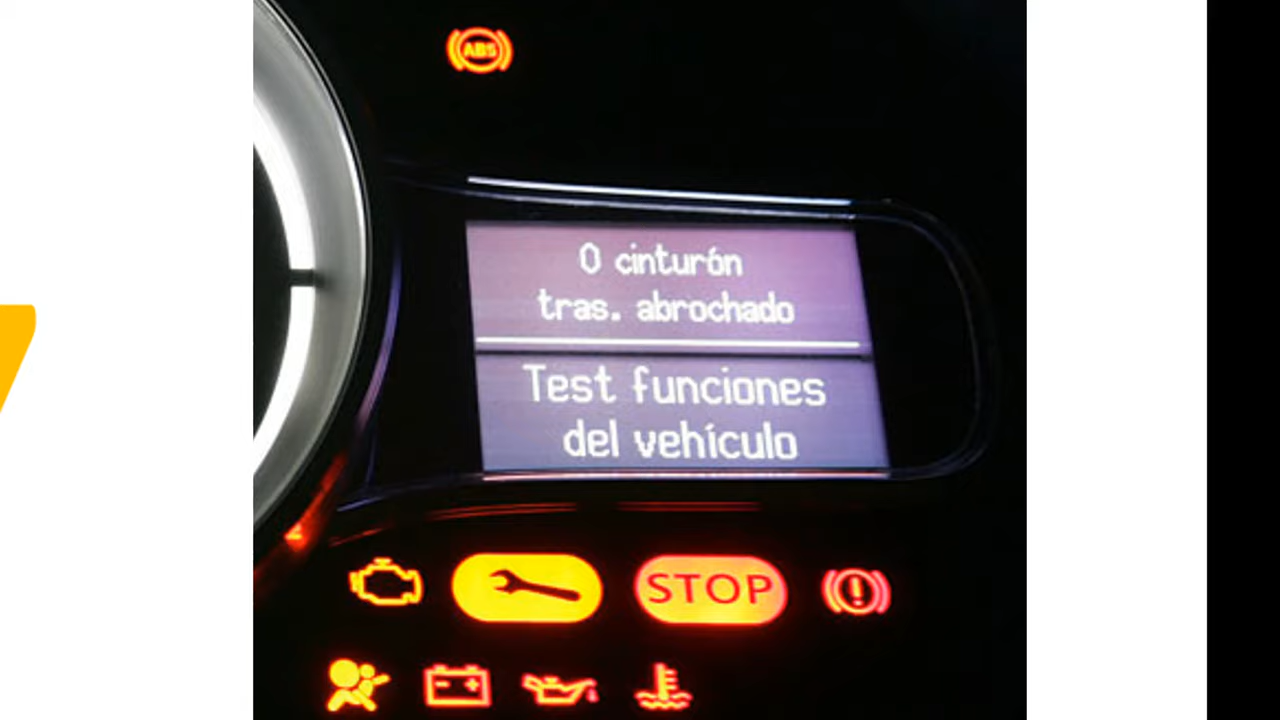 ABS
0 cinturón
tras. abrochado
Test funciones
del vehículo
STOP